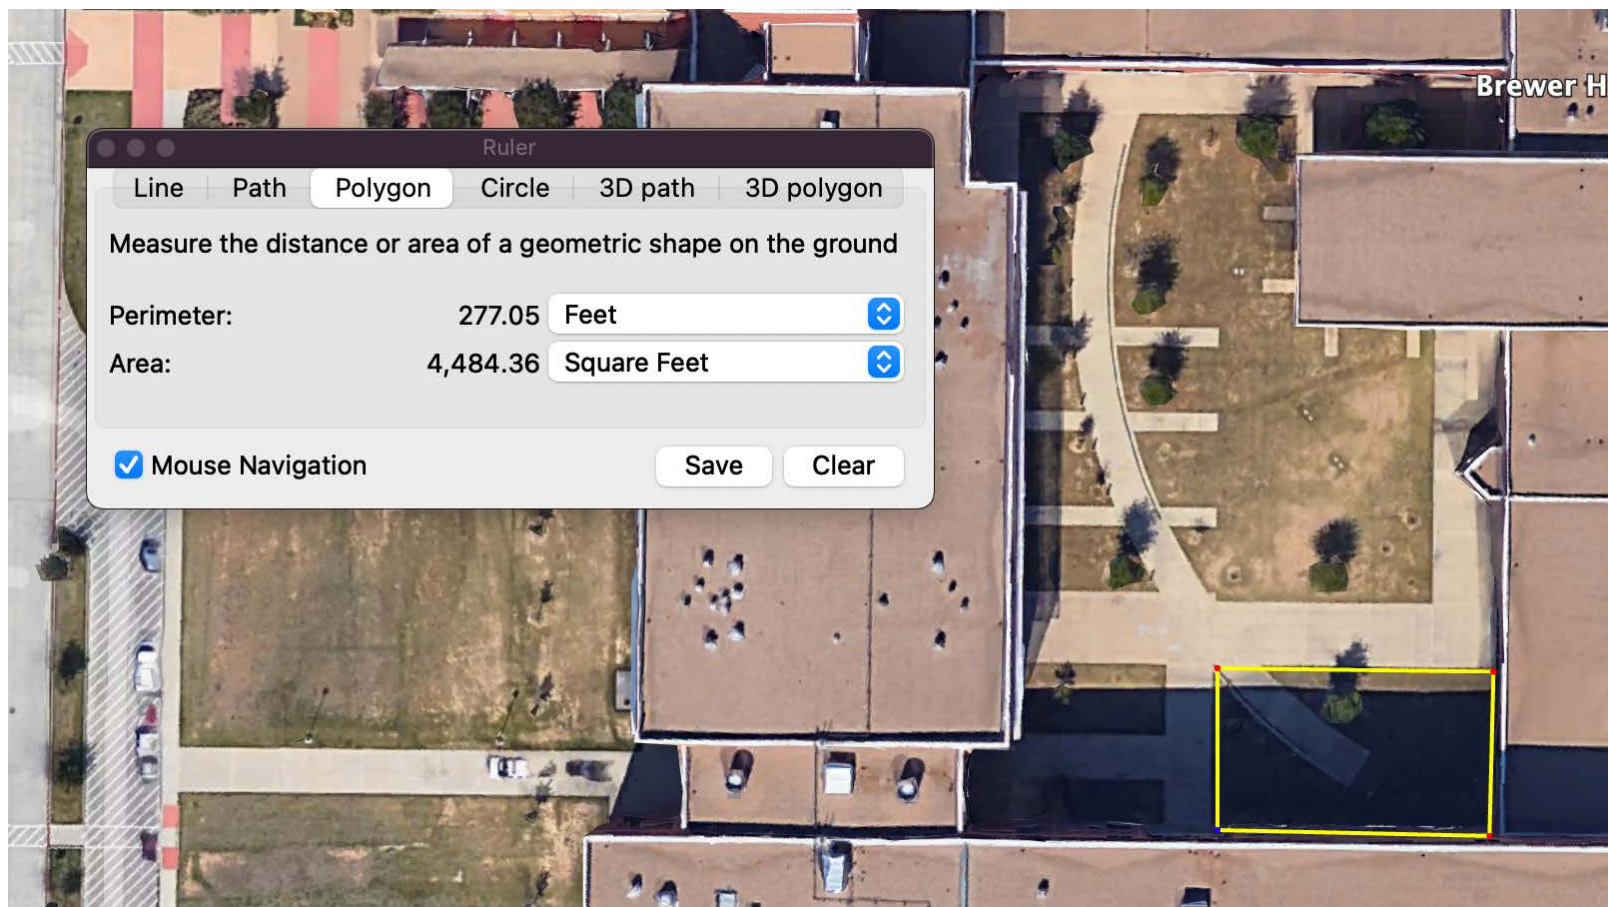 Brewer H
Ruler
Line Path Polygon Circle 3D path 3D polygon
Measure the distance or area of a geometric shape on the ground
Perimeter: 277.05 Feet
Area: 4,484.36 Square Feet
Mouse Navigation Save Clear